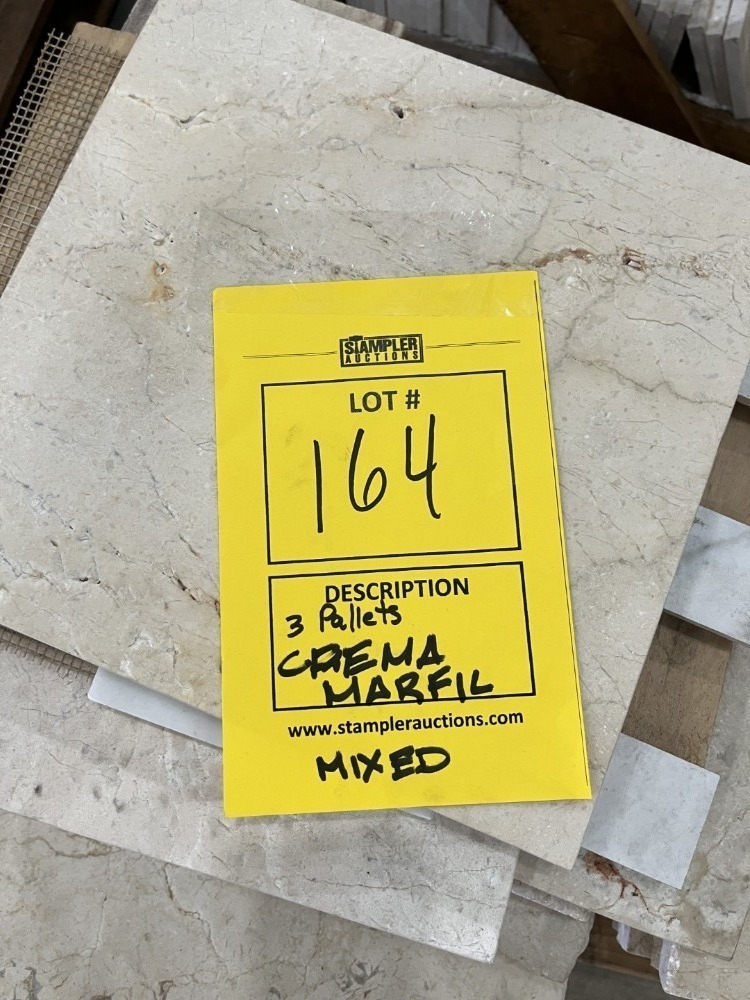 STAMPLER
AUCTIONS
LOT #
164
DESCRIPTION
3 Pallets
CREMA
MARFIL
www.stamplerauctions.com
MIXED